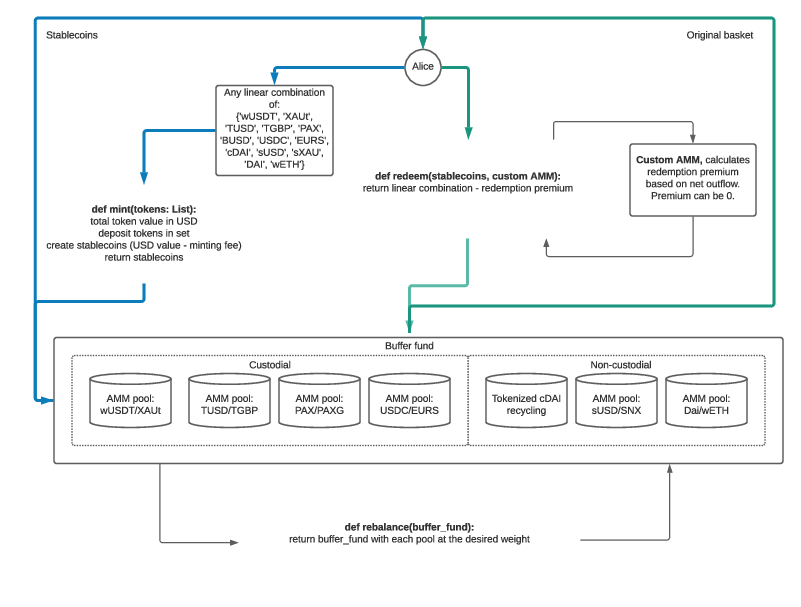 Stablecoins
Original basket
Alice
Any linear combination
of:
{'wUSDT', 'XAUt',
'TUSD', 'TGBP', 'PAX',
'BUSD', 'USDC', 'EURS',
'cDAI', 'sUSD', 'sXAU',
'DAI', 'wETH'}
Custom AMM, calculates
redemption premium
based on net outflow.
Premium can be 0.
def redeem(stablecoins, custom AMM):
return linear combination - redemption premium
def mint(tokens: List):
total token value in USD
deposit tokens in set
create stablecoins (USD value - minting fee)
return stablecoins
Buffer fund
Custodial
Non-custodial
AMM pool:
wUSDT/XAUt
AMM pool:
TUSD/TGBP
AMM pool:
PAX/PAXG
AMM pool:
USDC/EURS
Tokenized cDAI
recycling
AMM pool:
sUSD/SNX
AMM pool:
Dai/wETH
def rebalance(buffer_fund):
return buffer_fund with each pool at the desired weight